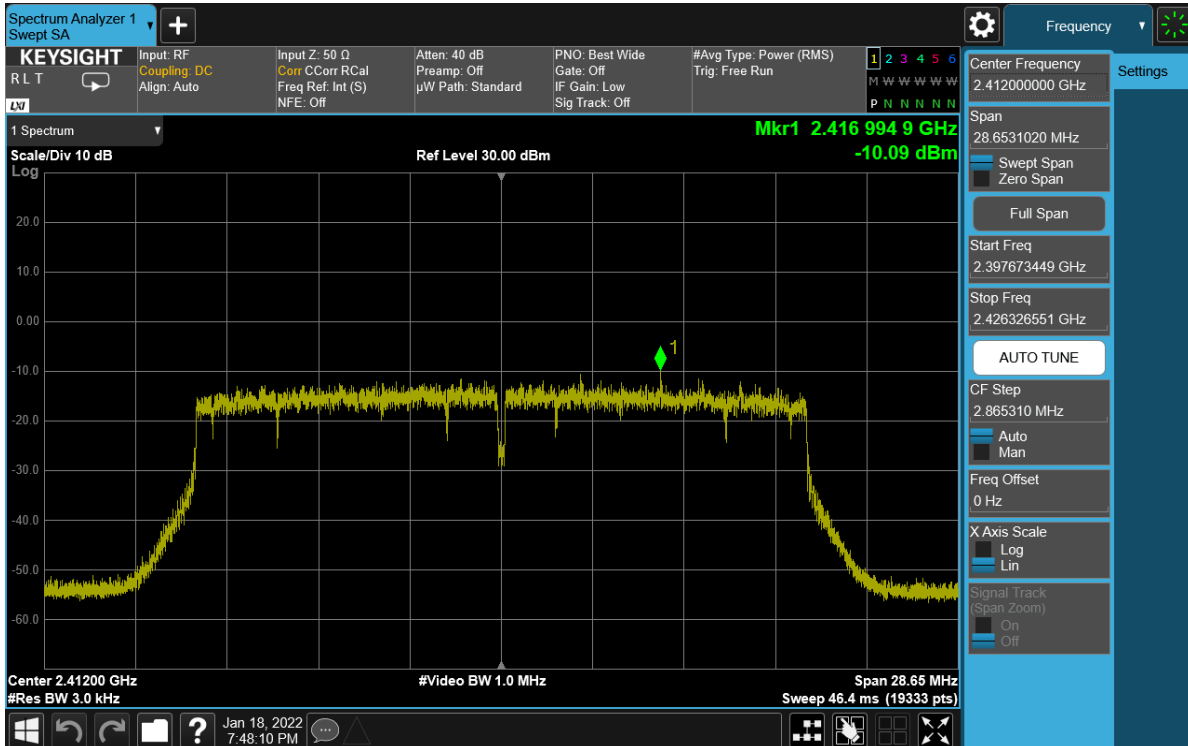 Spectrum Analyzer 1
Swept SA
Frequency
KEYSIGHT
R L T
LXI
Input: RF
Coupling: DC
Align: Auto
Input Z: 50 Ω
Corr CCorr RCal
Freq Ref: Int (S)
NFE: Off
Atten: 40 dB
Preamp: Off
µW Path: Standard
PNO: Best Wide
Gate: Off
IF Gain: Low
Sig Track: Off
#Avg Type: Power (RMS)
Trig: Free Run
1 2 3 4 5 6
M W W W W W
P N N N N N
1 Spectrum
Scale/Div 10 dB
Log
Ref Level 30.00 dBm
Mkr1 2.416 994 9 GHz
-10.09 dBm
20.0
10.0
0.00
-10.0
-20.0
-30.0
-40.0
-50.0
-60.0
1
Center 2.41200 GHz
#Res BW 3.0 kHz
#Video BW 1.0 MHz
Span 28.65 MHz
Sweep 46.4 ms (19333 pts)
Jan 18, 2022
7:48:10 PM
Center Frequency
2.412000000 GHz
Settings
Span
28.6531020 MHz
Swept Span
Zero Span
Full Span
Start Freq
2.397673449 GHz
Stop Freq
2.426326551 GHz
AUTO TUNE
CF Step
2.865310 MHz
Auto
Man
Freq Offset
0 Hz
X Axis Scale
Log
Lin
Signal Track
(Span Zoom)
On
Off